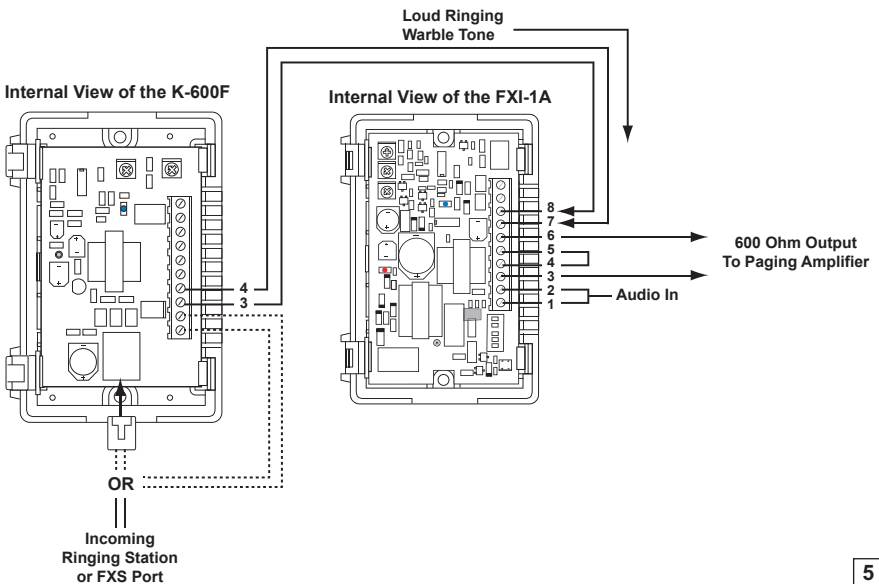 Loud Ringing
Warble Tone
Internal View of the K-600F
Internal View of the FXI-1A
8
7
6
5
4
3
2
1
600 Ohm Output
To Paging Amplifier
Audio In
4
3
OR
Incoming
Ringing Station
or FXS Port
5